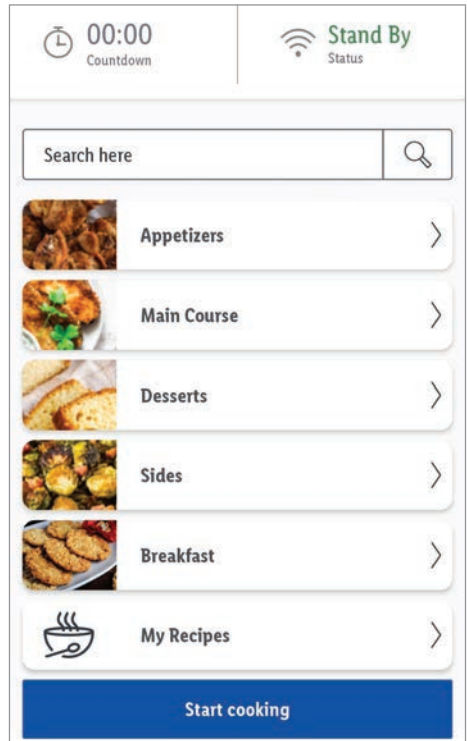 00:00
Countdown
Stand By
Status
Search here
Appetizers
Main Course
Desserts
Sides
Breakfast
My Recipes
Start cooking